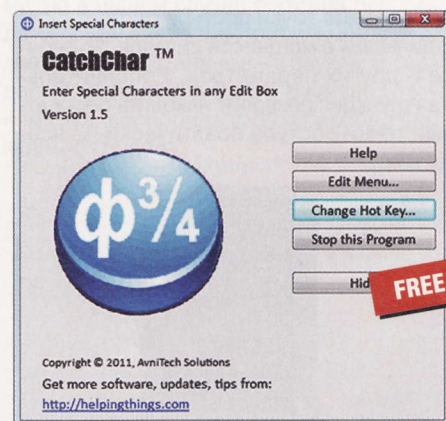 Insert Special Characters
CatchChar ™
Enter Special Characters in any Edit Box
Version 1.5
ф¾
Help
Edit Menu...
Change Hot Key...
Stop this Program
FREE
Copyright © 2011, AvniTech Solutions
Get more software, updates, tips from:
http://helpingthings.com